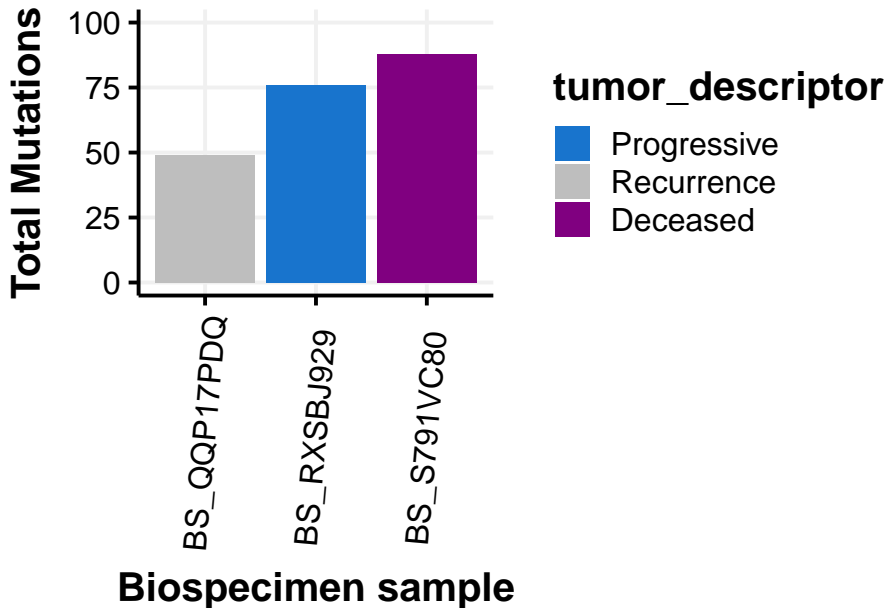 Total Mutations
100
75
50
25
0
BS_QQP17PDQ
BS_RXSBJ929
BS_S791VC80
Biospecimen sample
tumor_descriptor
Progressive
Recurrence
Deceased